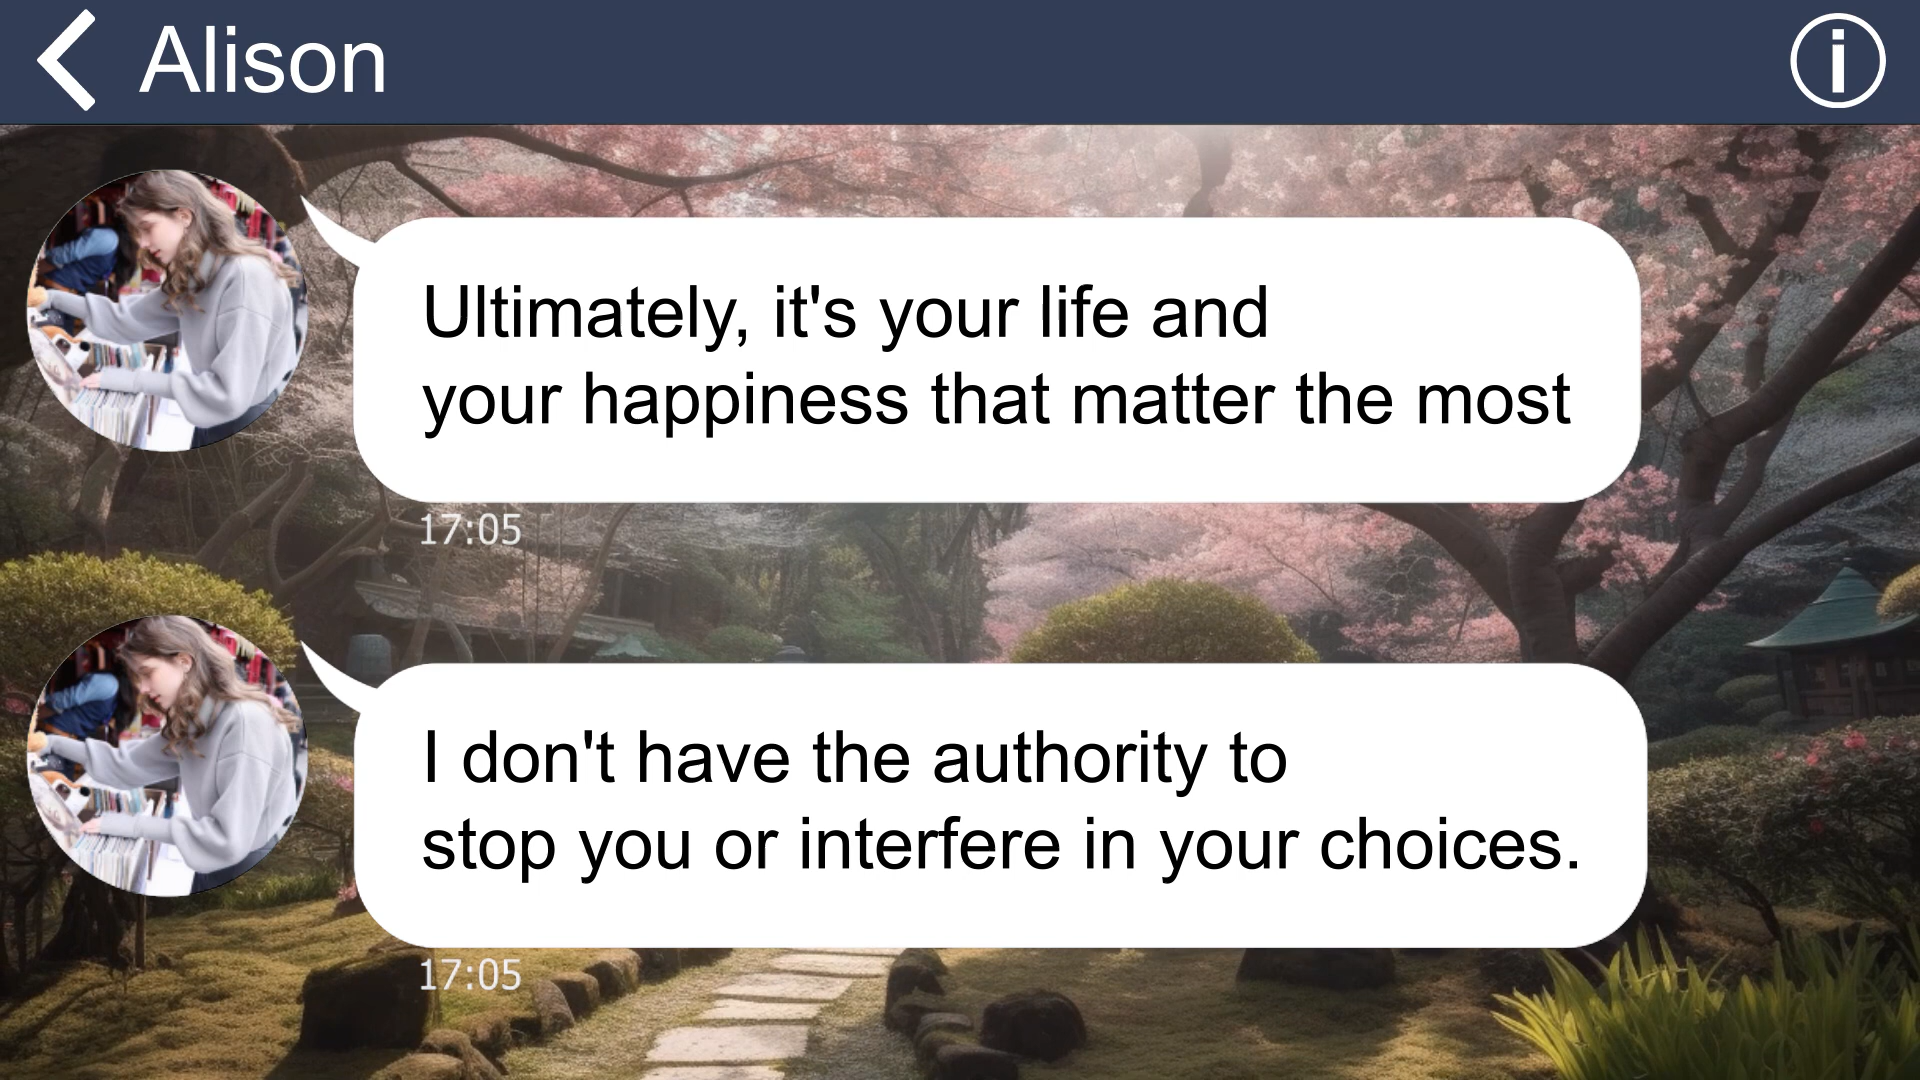 Alison
Ultimately, it's your life and
your happiness that matter the most
17:05
I don't have the authority to
stop you or interfere in your choices.
17:05